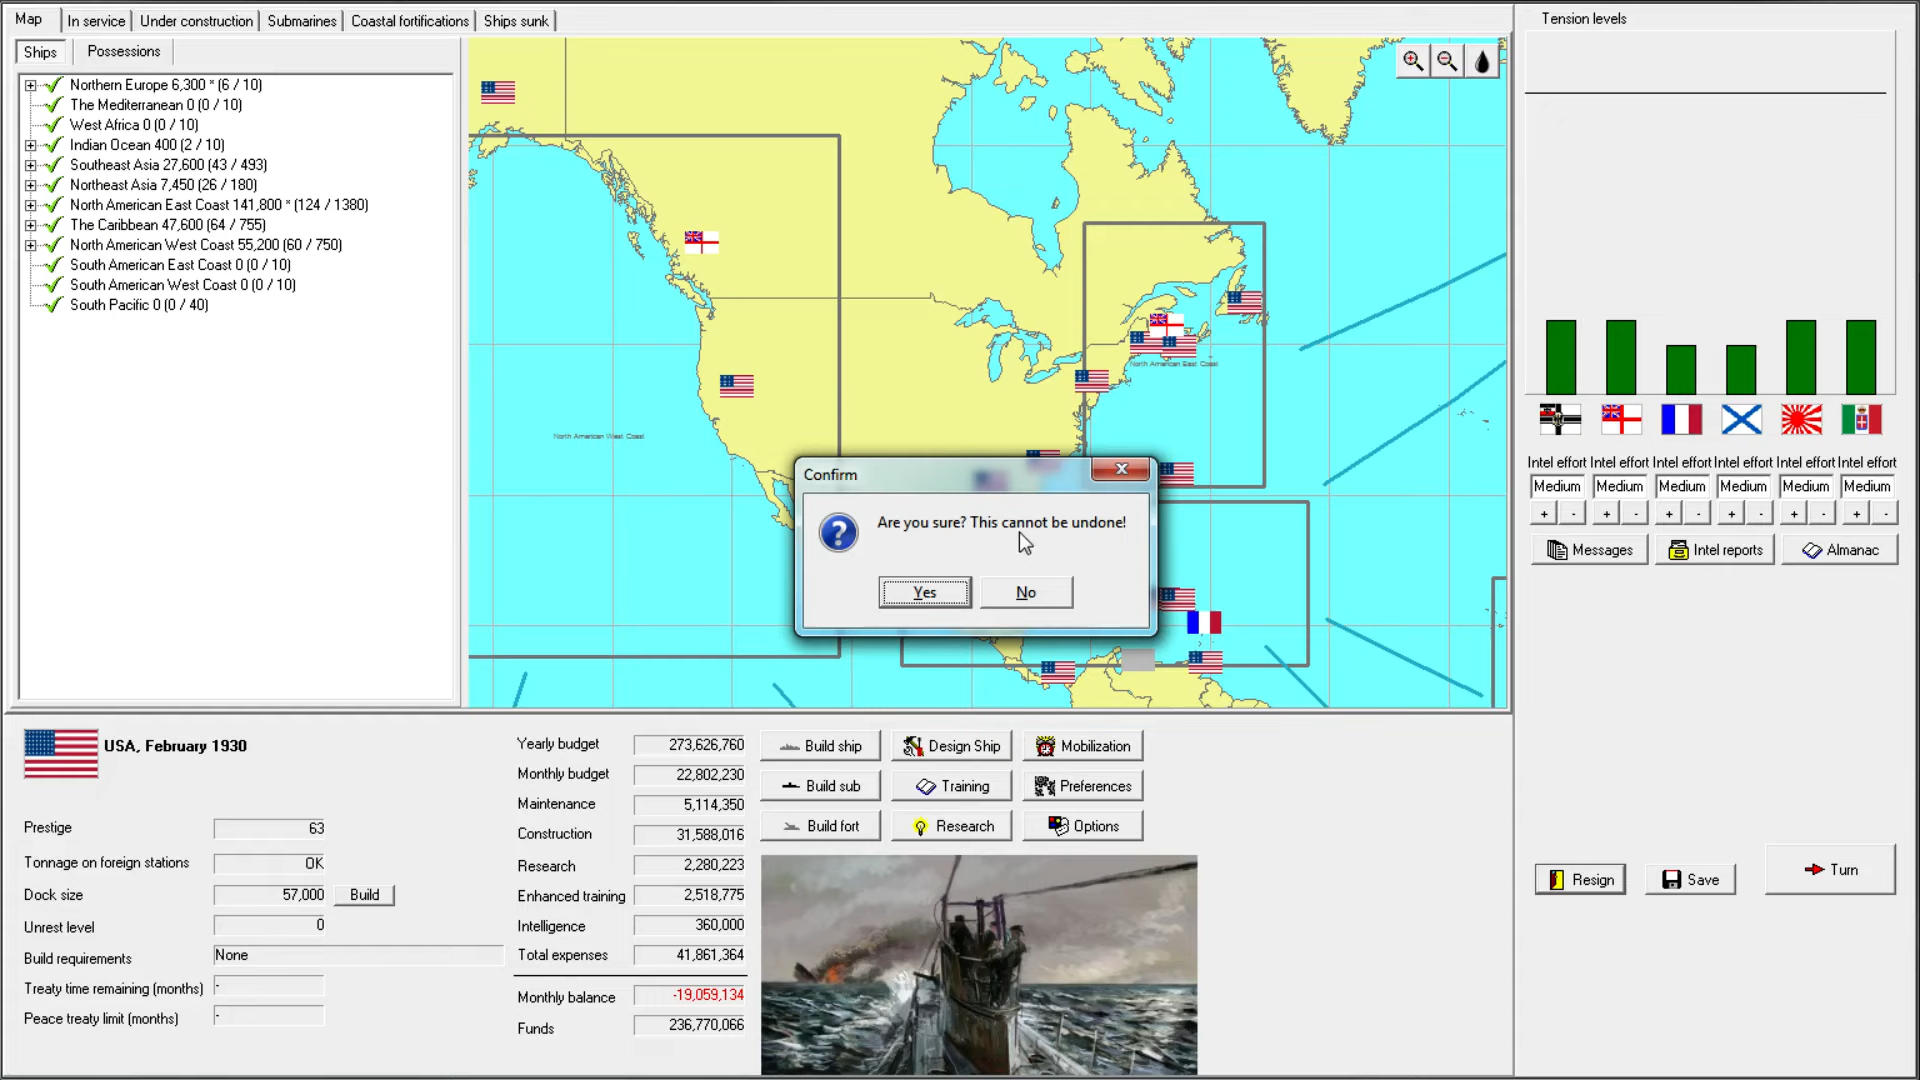 Map In service Under construction Submarines Coastal fortifications Ships sunk
Ships Possessions
Northern Europe 6,300 * (6 / 10)
The Mediterranean 0 (0 / 10)
West Africa 0 (0 / 10)
Indian Ocean 400 (2 / 10)
Southeast Asia 27,600 (43 / 493)
Northeast Asia 7,450 (26 / 180)
North American East Coast 141,800 * (124 / 1380)
The Caribbean 47,600 (64 / 755)
North American West Coast 55,200 (60 / 750)
South American East Coast 0 (0 / 10)
South American West Coast 0 (0 / 10)
South Pacific 0 (0 / 40)
North American East Coast
North American West Coast
Confirm
Are you sure? This cannot be undone!
Yes No
Tension levels
Intel effort Intel effort Intel effort Intel effort Intel effort Intel effort
Medium Medium Medium Medium Medium Medium
+ - + - + - + - + - + -
Messages Intel reports Almanac
Resign Save Turn
USA, February 1930
Prestige 63
Tonnage on foreign stations OK
Dock size 57,000 Build
Unrest level 0
Build requirements None
Treaty time remaining (months) -
Peace treaty limit (months) -
Yearly budget 273,626,760
Monthly budget 22,802,230
Maintenance 5,114,350
Construction 31,588,016
Research 2,280,223
Enhanced training 2,518,775
Intelligence 360,000
Total expenses 41,861,364
Monthly balance -19,059,134
Funds 236,770,066
Build ship Design Ship Mobilization
Build sub Training Preferences
Build fort Research Options